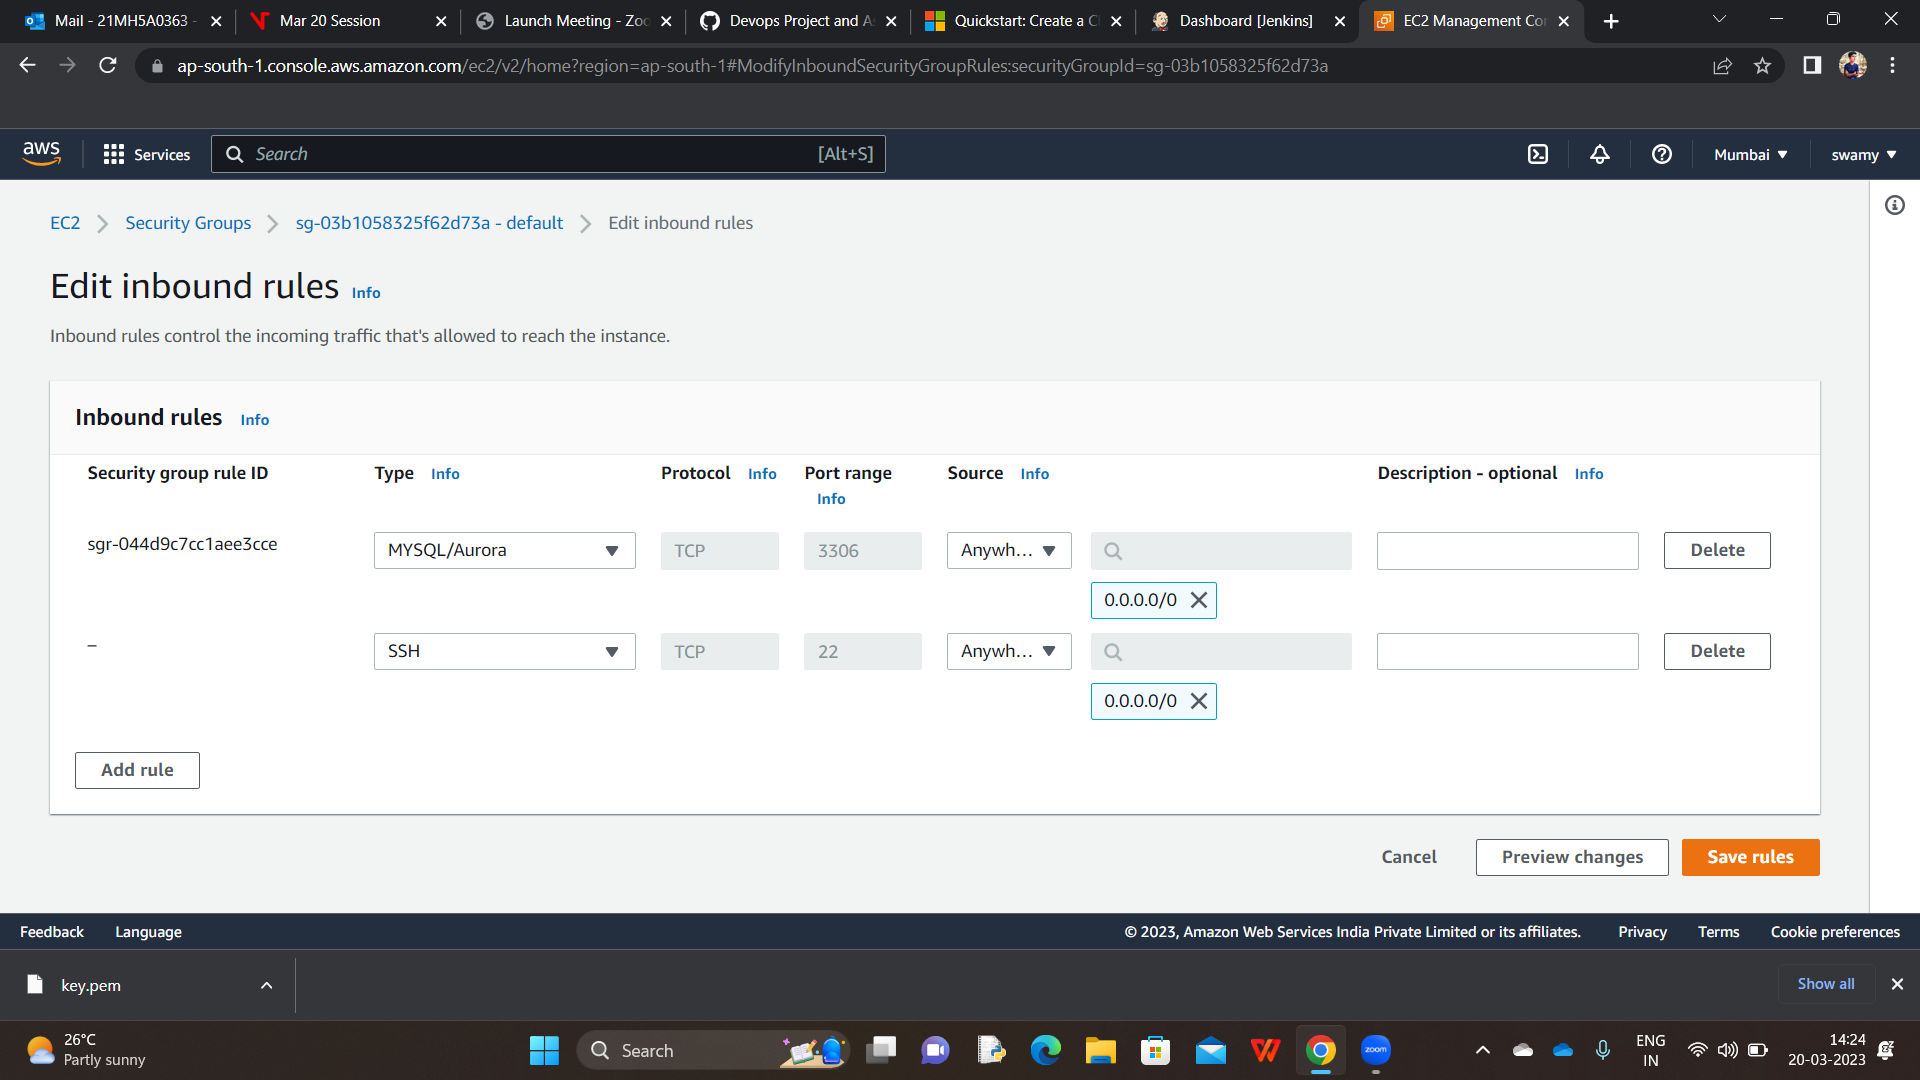 Mail - 21MH5A0363 -
Mar 20 Session
Launch Meeting - Zoo
Devops Project and As
Quickstart: Create a C
Dashboard [Jenkins]
EC2 Management Con
ap-south-1.console.aws.amazon.com/ec2/v2/home?region=ap-south-1#ModifyInboundSecurityGroupRules:securityGroupId=sg-03b1058325f62d73a
aws
Services
Search
[Alt+S]
Mumbai
swamy
EC2
Security Groups
sg-03b1058325f62d73a - default
Edit inbound rules
Edit inbound rules Info
Inbound rules control the incoming traffic that's allowed to reach the instance.
Inbound rules Info
Security group rule ID
Type Info
Protocol Info
Port range
Info
Source Info
Description - optional Info
sgr-044d9c7cc1aee3cce
MYSQL/Aurora
TCP
3306
Anywh...
Delete
0.0.0.0/0
–
SSH
TCP
22
Anywh...
Delete
0.0.0.0/0
Add rule
Cancel
Preview changes
Save rules
Feedback
Language
© 2023, Amazon Web Services India Private Limited or its affiliates.
Privacy
Terms
Cookie preferences
key.pem
Show all
26°C
Partly sunny
Search
zoom
ENG
IN
14:24
20-03-2023